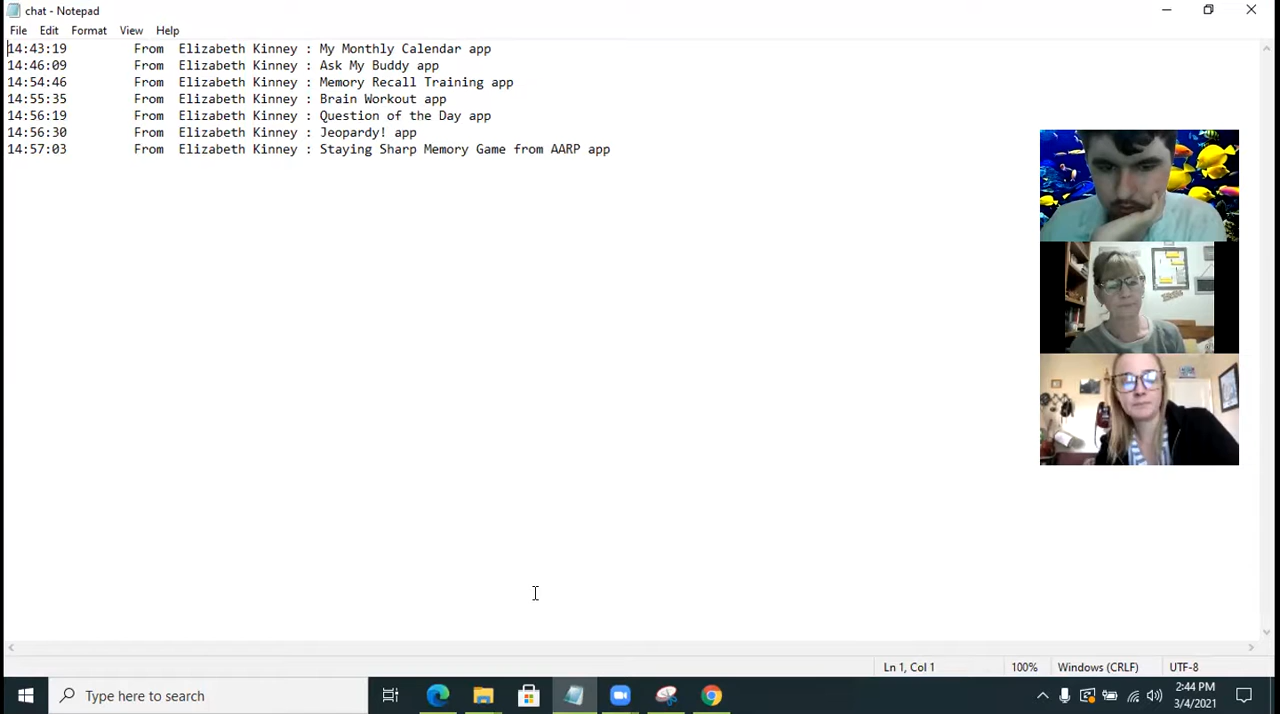 chat - Notepad
File Edit Format View Help
14:43:19 From Elizabeth Kinney : My Monthly Calendar app
14:46:09 From Elizabeth Kinney : Ask My Buddy app
14:54:46 From Elizabeth Kinney : Memory Recall Training app
14:55:35 From Elizabeth Kinney : Brain Workout app
14:56:19 From Elizabeth Kinney : Question of the Day app
14:56:30 From Elizabeth Kinney : Jeopardy! app
14:57:03 From Elizabeth Kinney : Staying Sharp Memory Game from AARP app
Ln 1, Col 1 100% Windows (CRLF) UTF-8
Type here to search
2:44 PM
3/4/2021